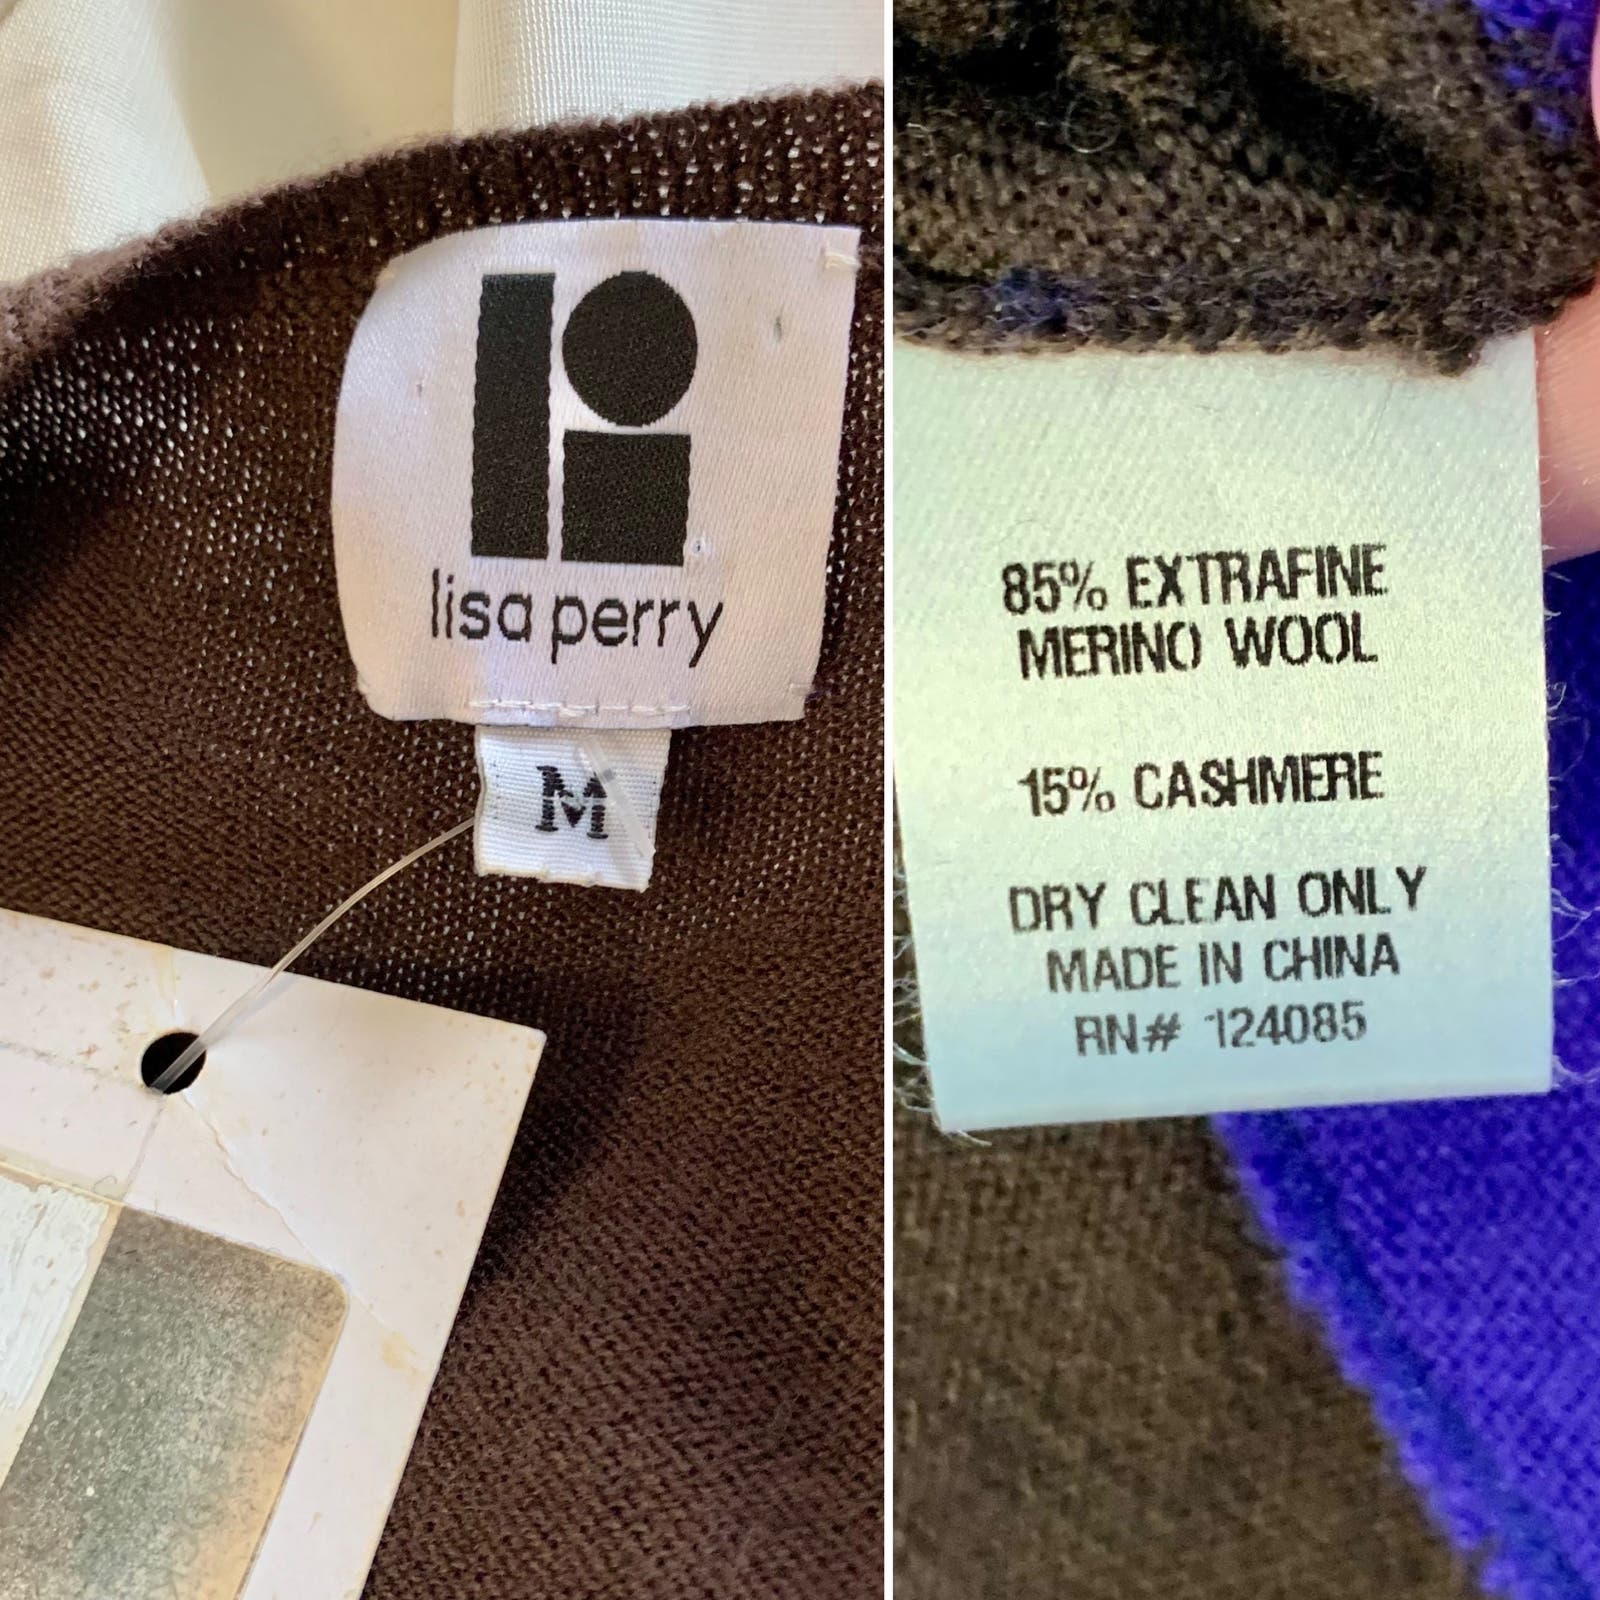 lisa perry
M
85% EXTRAFINE
MERINO WOOL
15% CASHMERE
DRY CLEAN ONLY
MADE IN CHINA
RN# 124085